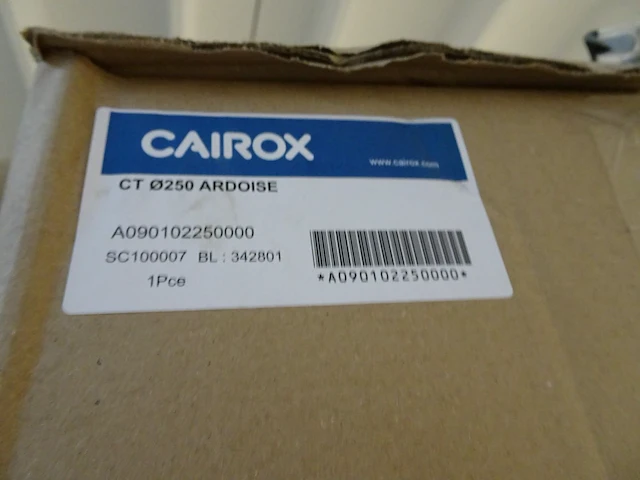 CAIROX
www.cairox.com
CT Ø250 ARDOISE
A090102250000
SC100007 BL : 342801
1Pce
*A090102250000*